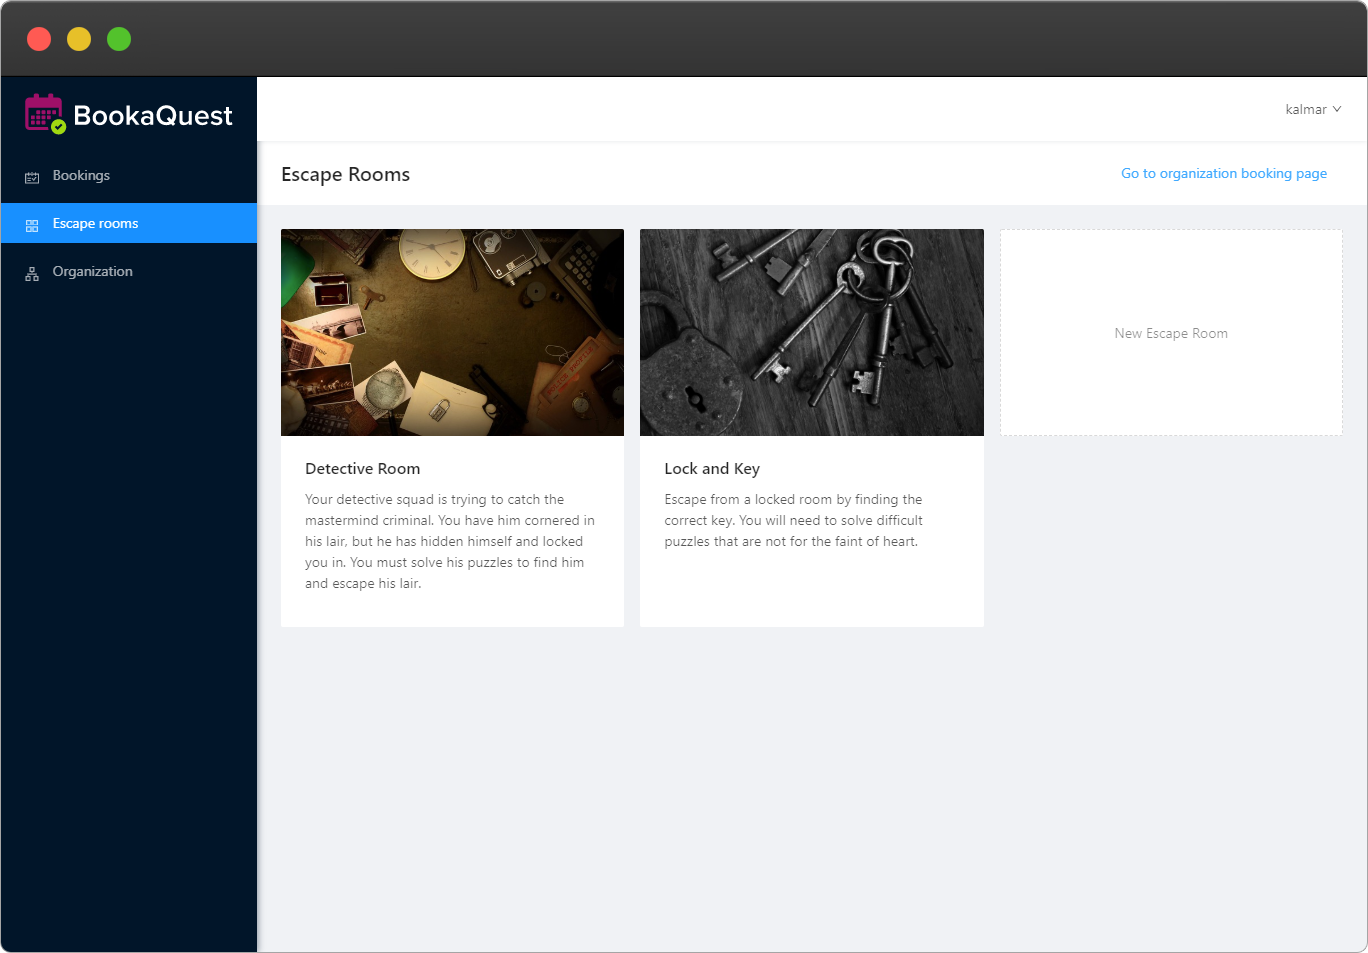 BookaQuest
kalmar
Bookings
Escape rooms
Organization
Escape Rooms
Go to organization booking page
New Escape Room
Detective Room
Your detective squad is trying to catch the
mastermind criminal. You have him cornered in
his lair, but he has hidden himself and locked
you in. You must solve his puzzles to find him
and escape his lair.
Lock and Key
Escape from a locked room by finding the
correct key. You will need to solve difficult
puzzles that are not for the faint of heart.